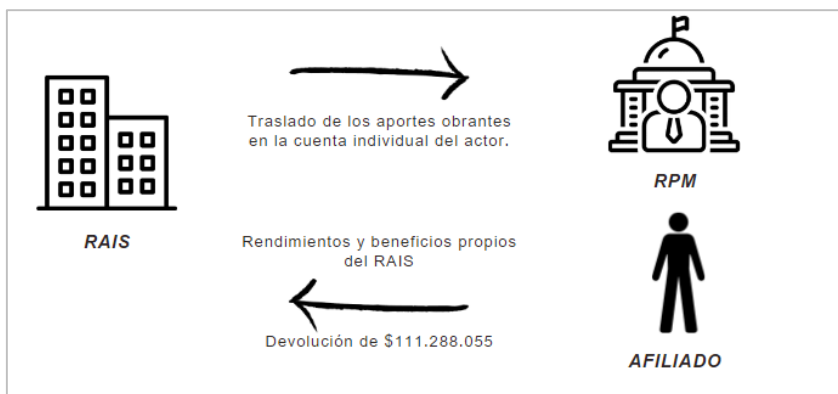 Traslado de los aportes obrantes
en la cuenta individual del actor.
RPM
RAIS
Rendimientos y beneficios propios
del RAIS
Devolución de $111.288.055
AFILIADO